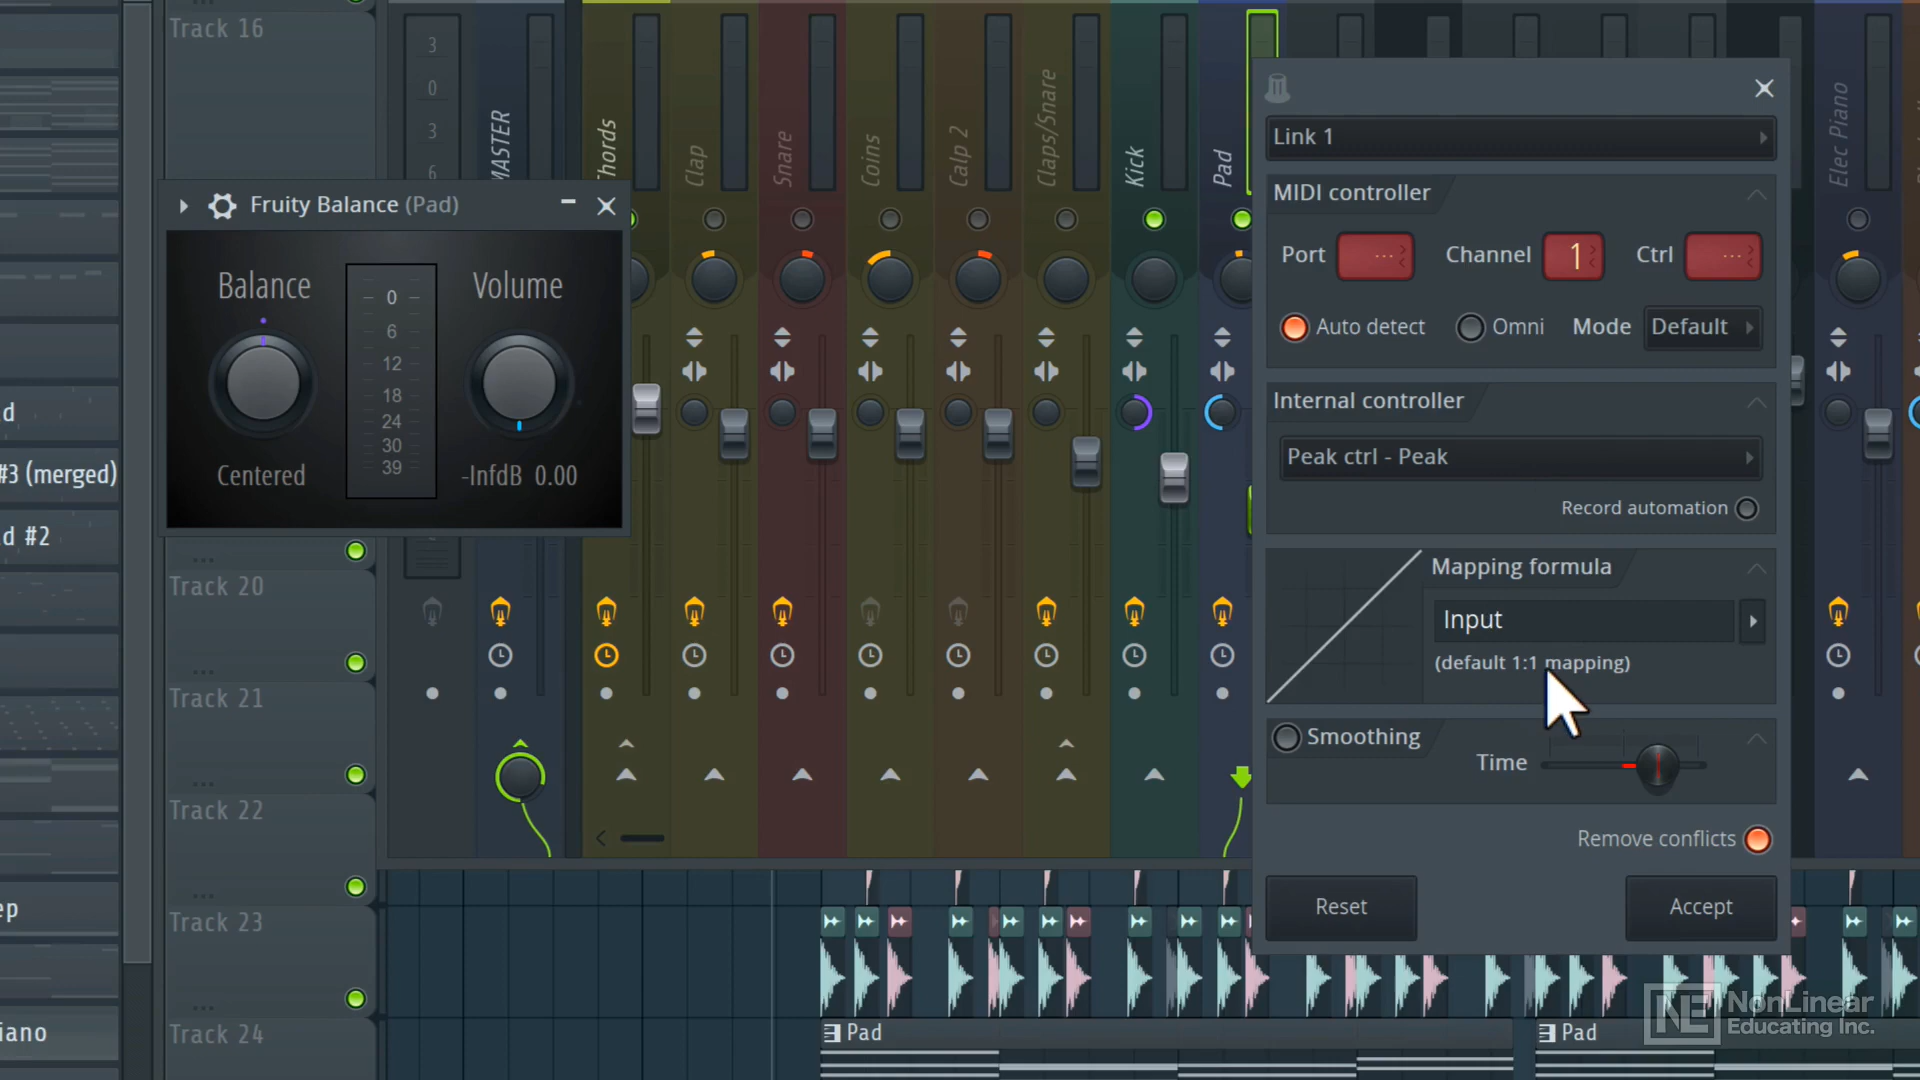 Track 16
3
0
3
6
MASTER
Chords
Clap
Snare
Coins
Calp 2
Claps/Snare
Kick
Pad
Elec Piano
Link 1
MIDI controller
Port --- Channel 1 Ctrl ---
Auto detect Omni Mode Default
Internal controller
Peak ctrl - Peak
Record automation
Mapping formula
Input
(default 1:1 mapping)
Smoothing
Time
Remove conflicts
Reset Accept
Fruity Balance (Pad)
Balance Volume
0
6
12
18
24
30
39
Centered -InfdB 0.00
d
#3 (merged)
d #2
ep
iano
Track 20
Track 21
Track 22
Track 23
Track 24
Pad
Pad
NE NonLinear
Educating Inc.